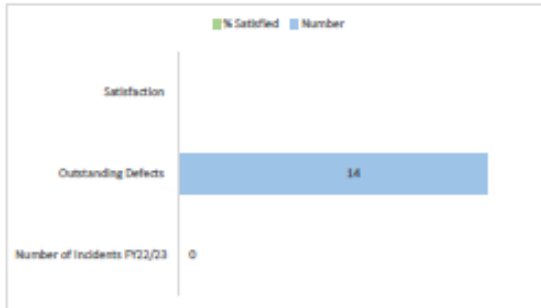 % Satisfied Number
Satisfaction
Outstanding Defects 14
Number of Incidents FY22/23 0